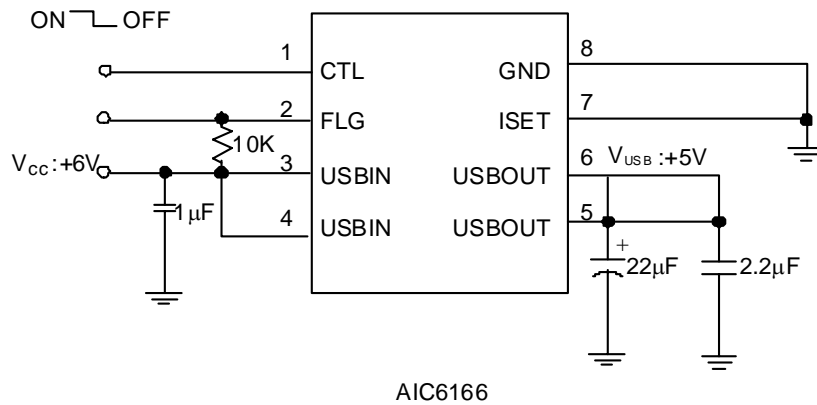 ON OFF
1 CTL GND 8
2 FLG ISET 7
10K
VCC:+6V 3 USBIN USBOUT 6 VUSB:+5V
1μF
4 USBIN USBOUT 5
+
22μF 2.2μF
AIC6166